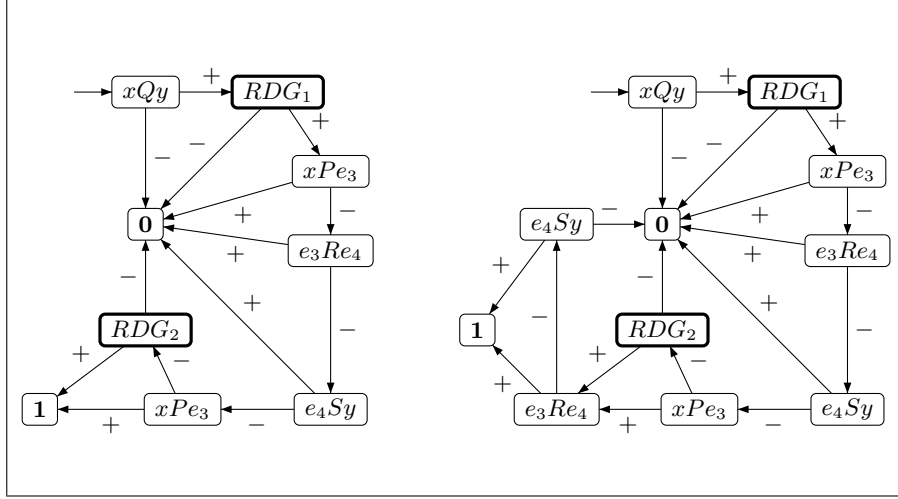 + +
xQy RDG₁ xQy RDG₁
− − + − − +
xPe₃ xPe₃
+ − + −
0 e₄Sy − 0
+ e₃Re₄ + + e₃Re₄
− + − +
RDG₂ − 1 − RDG₂ −
+ − + + −
1 xPe₃ e₄Sy e₃Re₄ xPe₃ e₄Sy
+ − + −